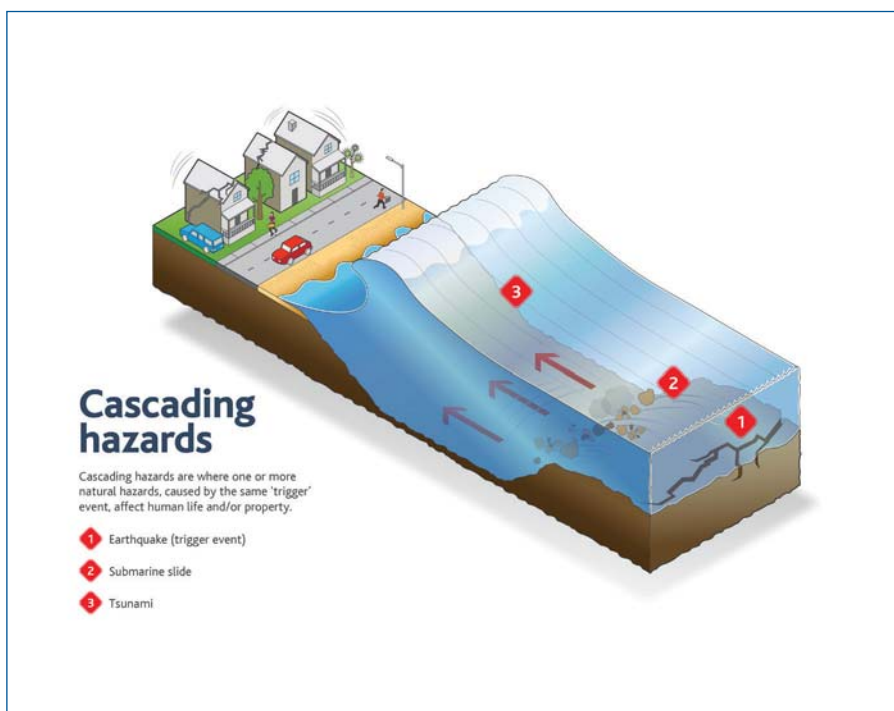 Cascading
hazards
Cascading hazards are where one or more
natural hazards, caused by the same ‘trigger’
event, affect human life and/or property.
1 Earthquake (trigger event)
2 Submarine slide
3 Tsunami
3
2
1